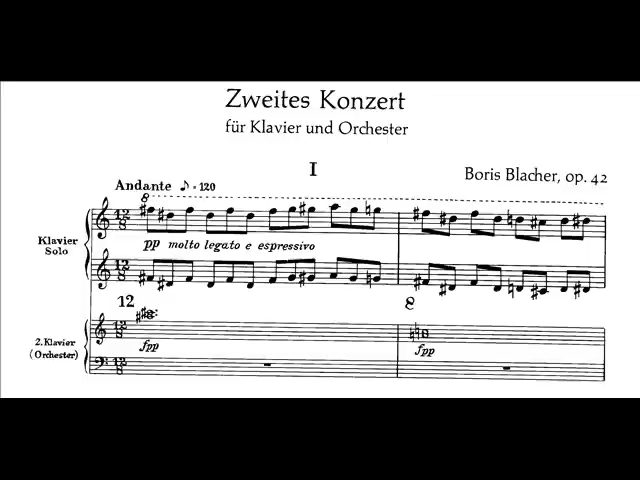 Zweites Konzert
für Klavier und Orchester
I
Boris Blacher, op. 42
Andante ♪=120
8
Klavier
Solo
12
8
12
8
pp molto legato e espressivo
12
8
2. Klavier
(Orchester)
12
8
12
8
fpp
fpp